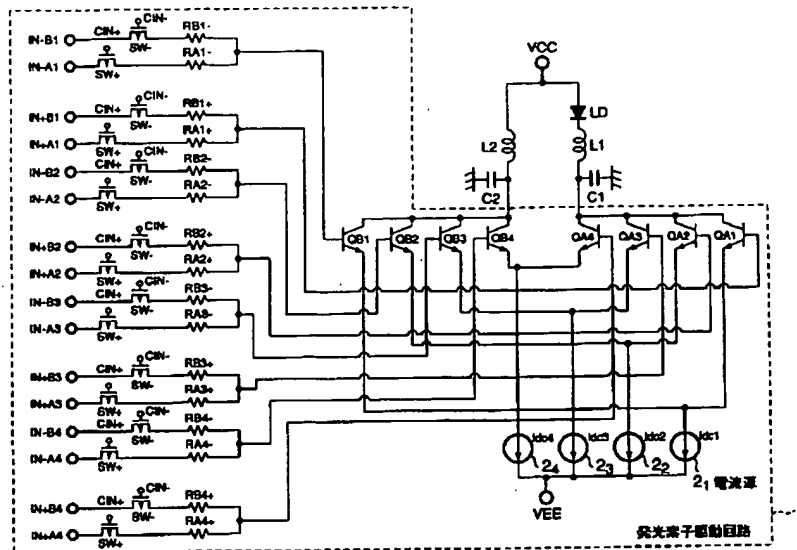 CIN-
IN-B1 CIN+ RB1-
SW-
IN-A1 RA1-
SW+
CIN-
IN+B1 CIN+ RB1+
SW-
IN+A1 RA1+
SW+ CIN-
IN-B2 CIN+ RB2-
SW-
IN-A2 RA2-
SW+
CIN-
IN+B2 CIN+ RB2+
SW-
IN+A2 RA2+
SW+ CIN-
IN-B3 CIN+ RB3-
SW-
IN-A3 RA3-
SW+
CIN-
IN+B3 CIN+ RB3+
SW-
IN+A3 RA3+
SW+ CIN-
IN-B4 CIN+ RB4-
SW-
IN-A4 RA4-
SW+
CIN-
IN+B4 CIN+ RB4+
SW-
IN+A4 RA4+
SW+
VCC
LD
L2 L1
C2 C1
QB1 QB2 QB3 QB4 QA4 QA3 QA2 QA1
Idc4 Idc3 Idc2 Idc1
24 23 22 21 電流源
VEE
発光素子駆動回路